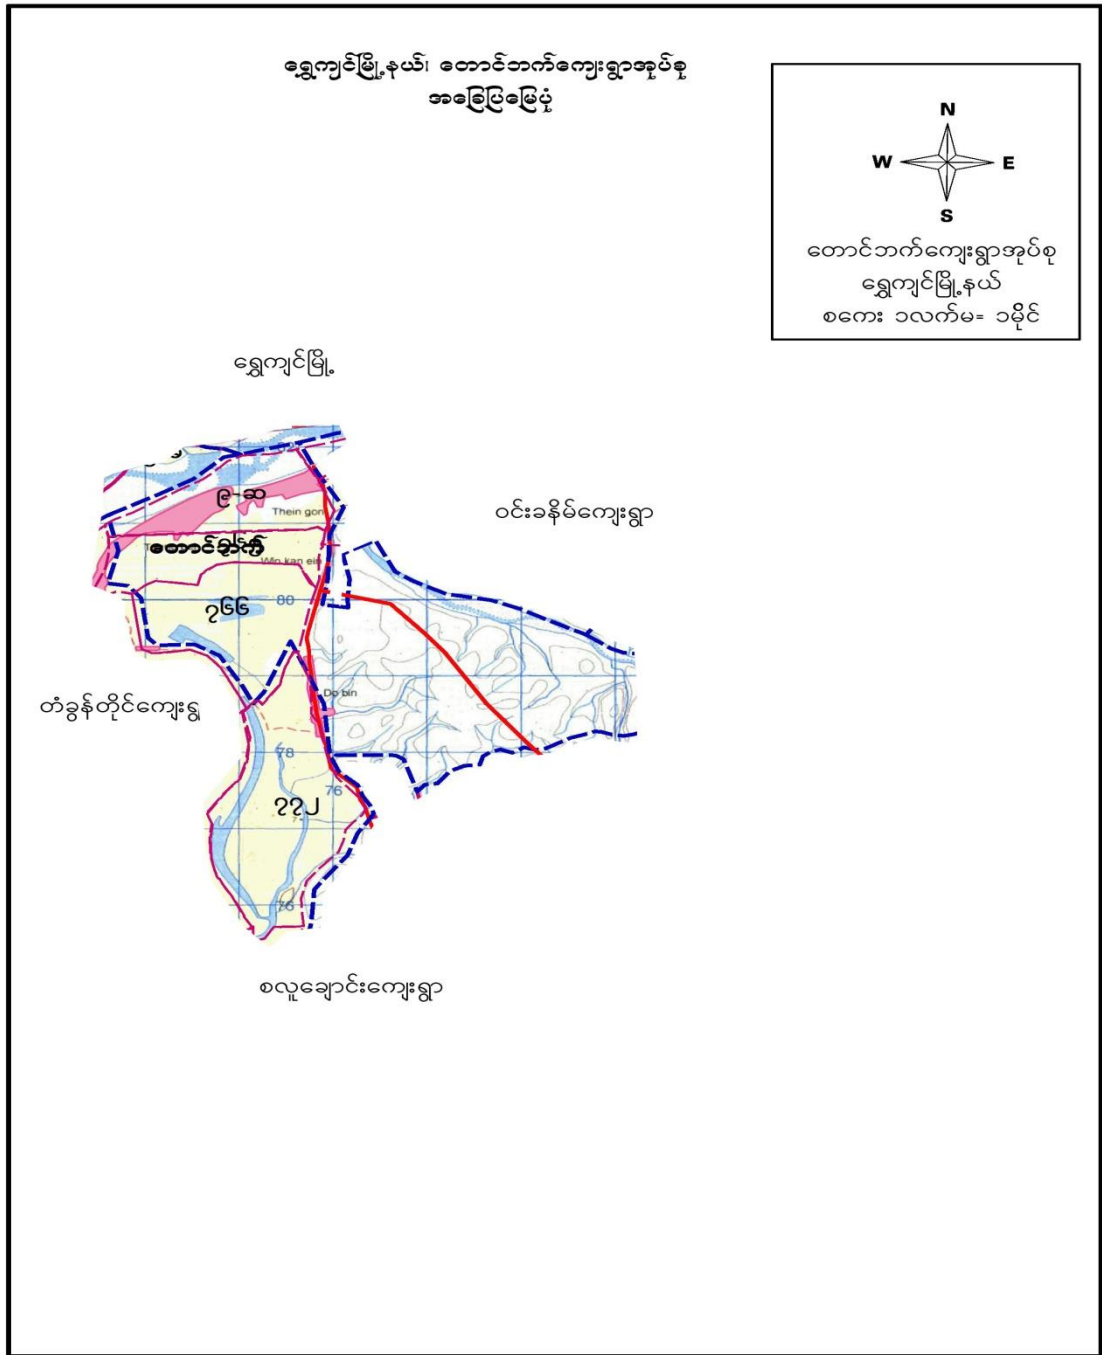 ရွှေကျင်မြို့နယ်၊ တောင်ဘက်ကျေးရွာအုပ်စု
အခြေပြမြေပုံ
N
W E
S
တောင်ဘက်ကျေးရွာအုပ်စု
ရွှေကျင်မြို့နယ်
စကေး ၁လက်မ= ၁မိုင်
ရွှေကျင်မြို့
၉-ဆ
Thein gon
ဝင်းခနိမ်ကျေးရွာ
တောင်ဘက်
Win kan ein
80
၇၆၆
Do bin
တံခွန်တိုင်ကျေးရွ
78
76
၇၇၂
76
စလူချောင်းကျေးရွာ